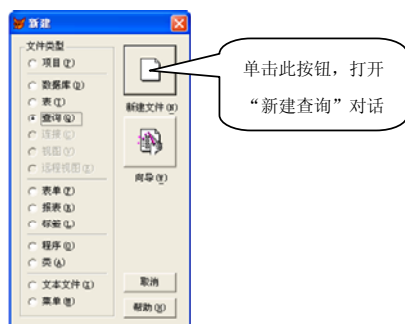 新建
文件类型
项目(P)
数据库(D)
表(T)
查询(Q)
连接(C)
视图(V)
远程视图(E)
表单(F)
报表(R)
标签(L)
程序(O)
类(A)
文本文件(X)
菜单(M)
新建文件(N)
向导(W)
取消
帮助(H)
单击此按钮，打开
“新建查询”对话